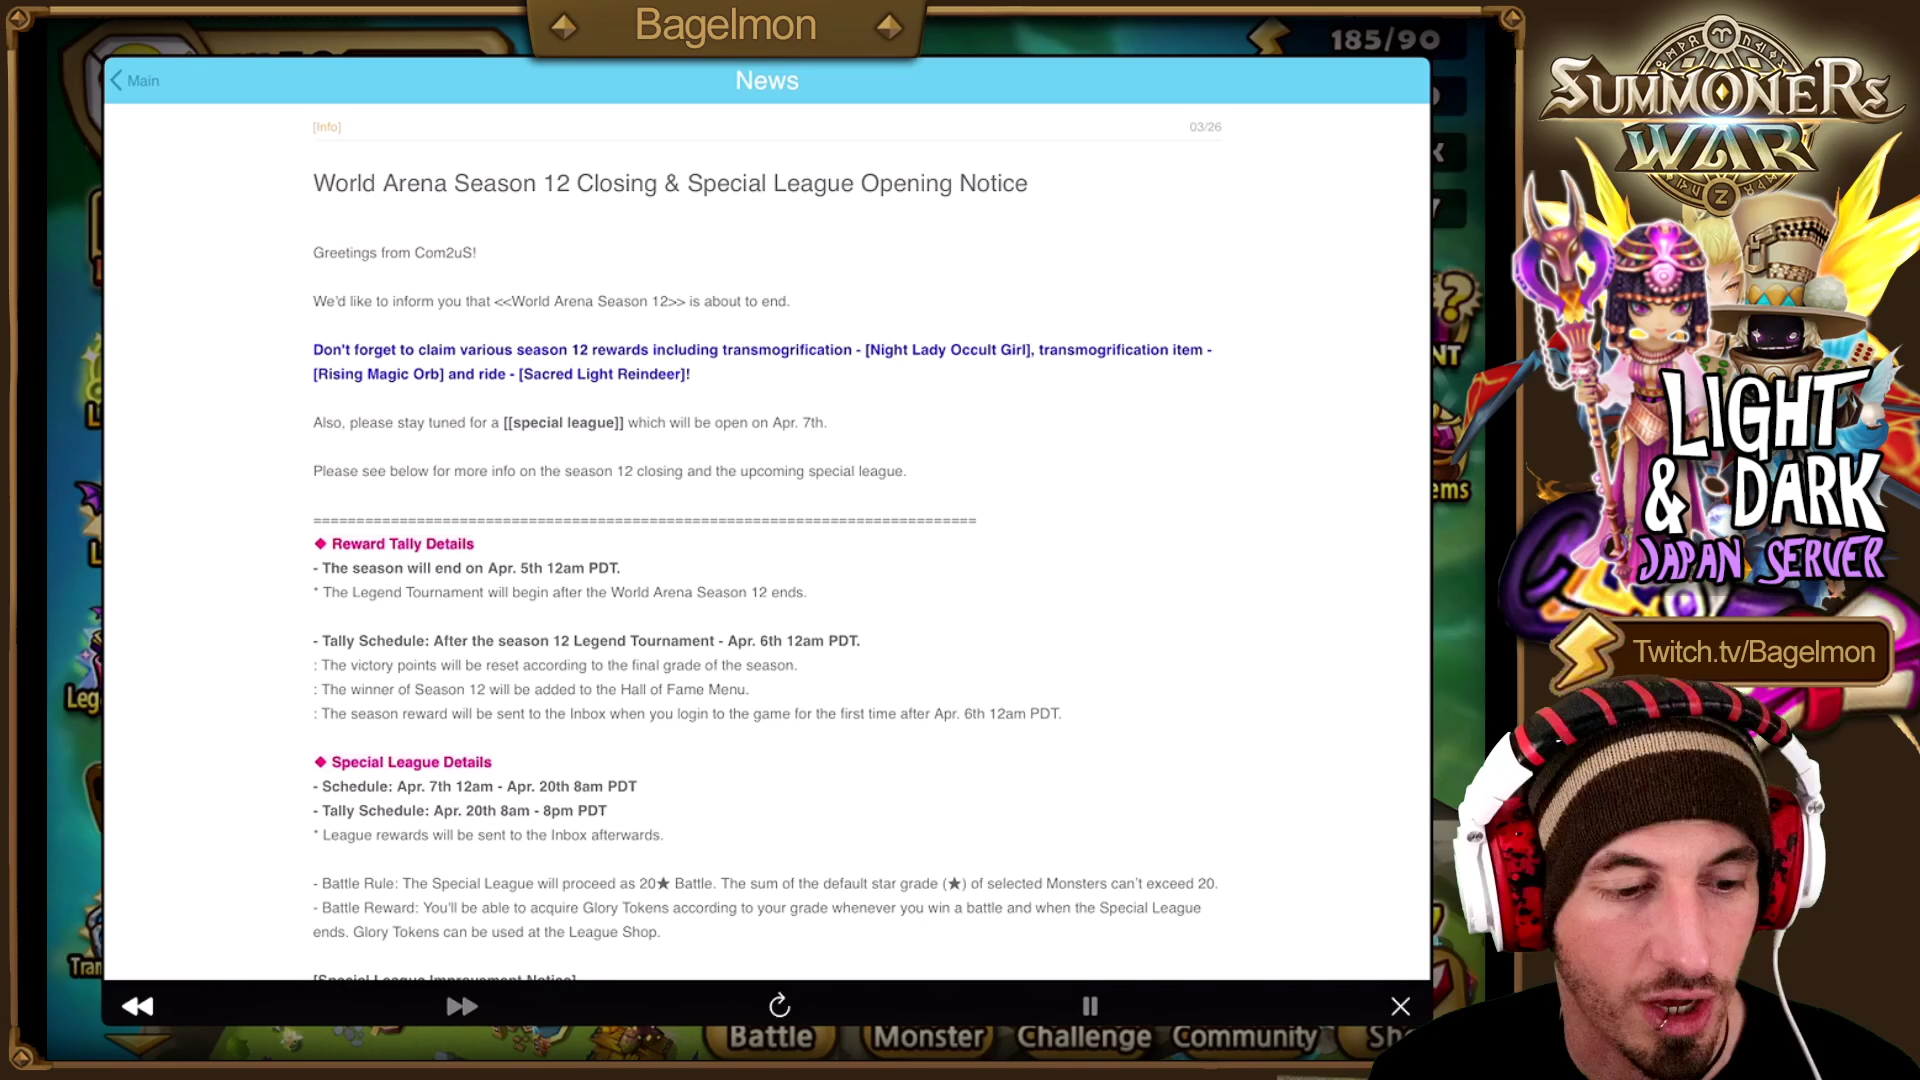 Bagelmon
185/90
Main
News
[Info]
03/26
World Arena Season 12 Closing & Special League Opening Notice
Greetings from Com2uS!
We'd like to inform you that <<World Arena Season 12>> is about to end.
Don't forget to claim various season 12 rewards including transmogrification - [Night Lady Occult Girl], transmogrification item -
[Rising Magic Orb] and ride - [Sacred Light Reindeer]!
Also, please stay tuned for a [[special league]] which will be open on Apr. 7th.
Please see below for more info on the season 12 closing and the upcoming special league.
=============================================================================
❖ Reward Tally Details
- The season will end on Apr. 5th 12am PDT.
* The Legend Tournament will begin after the World Arena Season 12 ends.
- Tally Schedule: After the season 12 Legend Tournament - Apr. 6th 12am PDT.
: The victory points will be reset according to the final grade of the season.
: The winner of Season 12 will be added to the Hall of Fame Menu.
: The season reward will be sent to the Inbox when you login to the game for the first time after Apr. 6th 12am PDT.
❖ Special League Details
- Schedule: Apr. 7th 12am - Apr. 20th 8am PDT
- Tally Schedule: Apr. 20th 8am - 8pm PDT
* League rewards will be sent to the Inbox afterwards.
- Battle Rule: The Special League will proceed as 20★ Battle. The sum of the default star grade (★) of selected Monsters can't exceed 20.
- Battle Reward: You'll be able to acquire Glory Tokens according to your grade whenever you win a battle and when the Special League
ends. Glory Tokens can be used at the League Shop.
[Special League Improvement Notice]
Battle
Monster
Challenge
Community
Sh
Leg
Tran
NT
ems
SUMMONERS
WAR
LIGHT
& DARK
JAPAN SERVER
Twitch.tv/Bagelmon